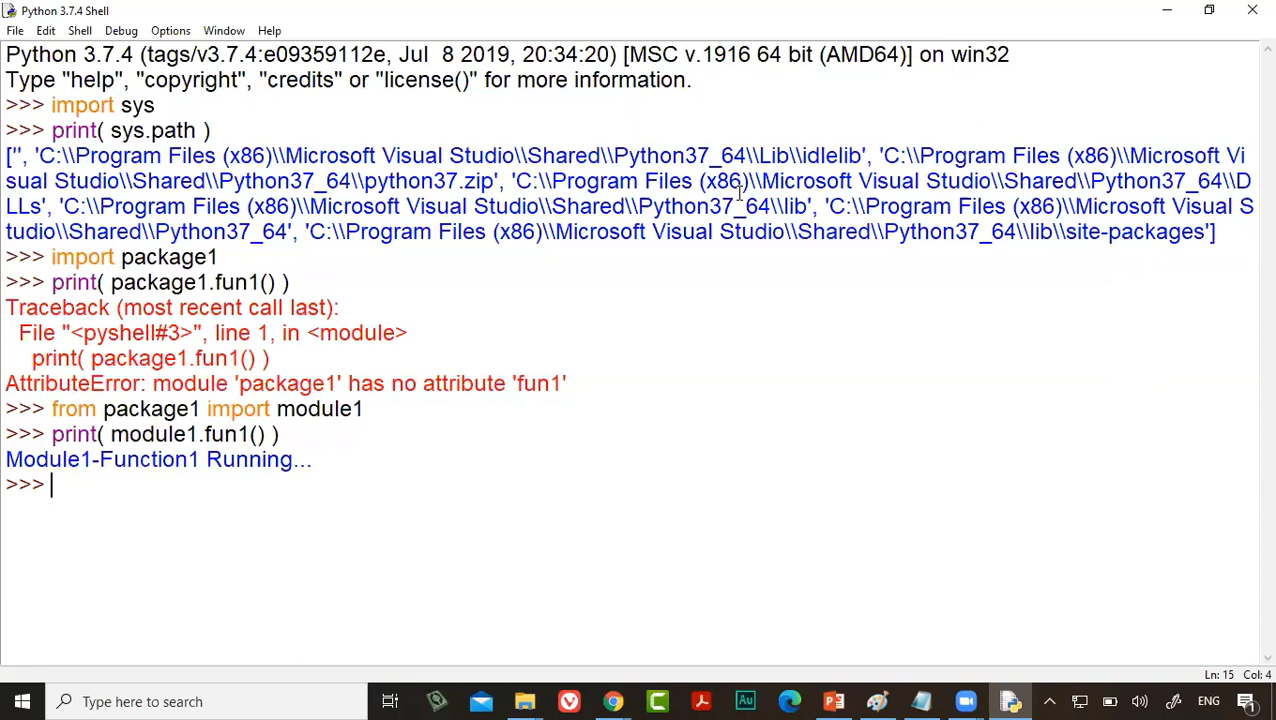 Python 3.7.4 Shell
File Edit Shell Debug Options Window Help
Python 3.7.4 (tags/v3.7.4:e09359112e, Jul  8 2019, 20:34:20) [MSC v.1916 64 bit (AMD64)] on win32
Type "help", "copyright", "credits" or "license()" for more information.
>>> import sys
>>> print( sys.path )
['', 'C:\\Program Files (x86)\\Microsoft Visual Studio\\Shared\\Python37_64\\Lib\\idlelib', 'C:\\Program Files (x86)\\Microsoft Vi
sual Studio\\Shared\\Python37_64\\python37.zip', 'C:\\Program Files (x86)\\Microsoft Visual Studio\\Shared\\Python37_64\\D
LLs', 'C:\\Program Files (x86)\\Microsoft Visual Studio\\Shared\\Python37_64\\lib', 'C:\\Program Files (x86)\\Microsoft Visual S
tudio\\Shared\\Python37_64', 'C:\\Program Files (x86)\\Microsoft Visual Studio\\Shared\\Python37_64\\lib\\site-packages']
>>> import package1
>>> print( package1.fun1() )
Traceback (most recent call last):
  File "<pyshell#3>", line 1, in <module>
    print( package1.fun1() )
AttributeError: module 'package1' has no attribute 'fun1'
>>> from package1 import module1
>>> print( module1.fun1() )
Module1-Function1 Running...
>>>
Ln: 15 Col: 4
Type here to search
Au
ENG
1